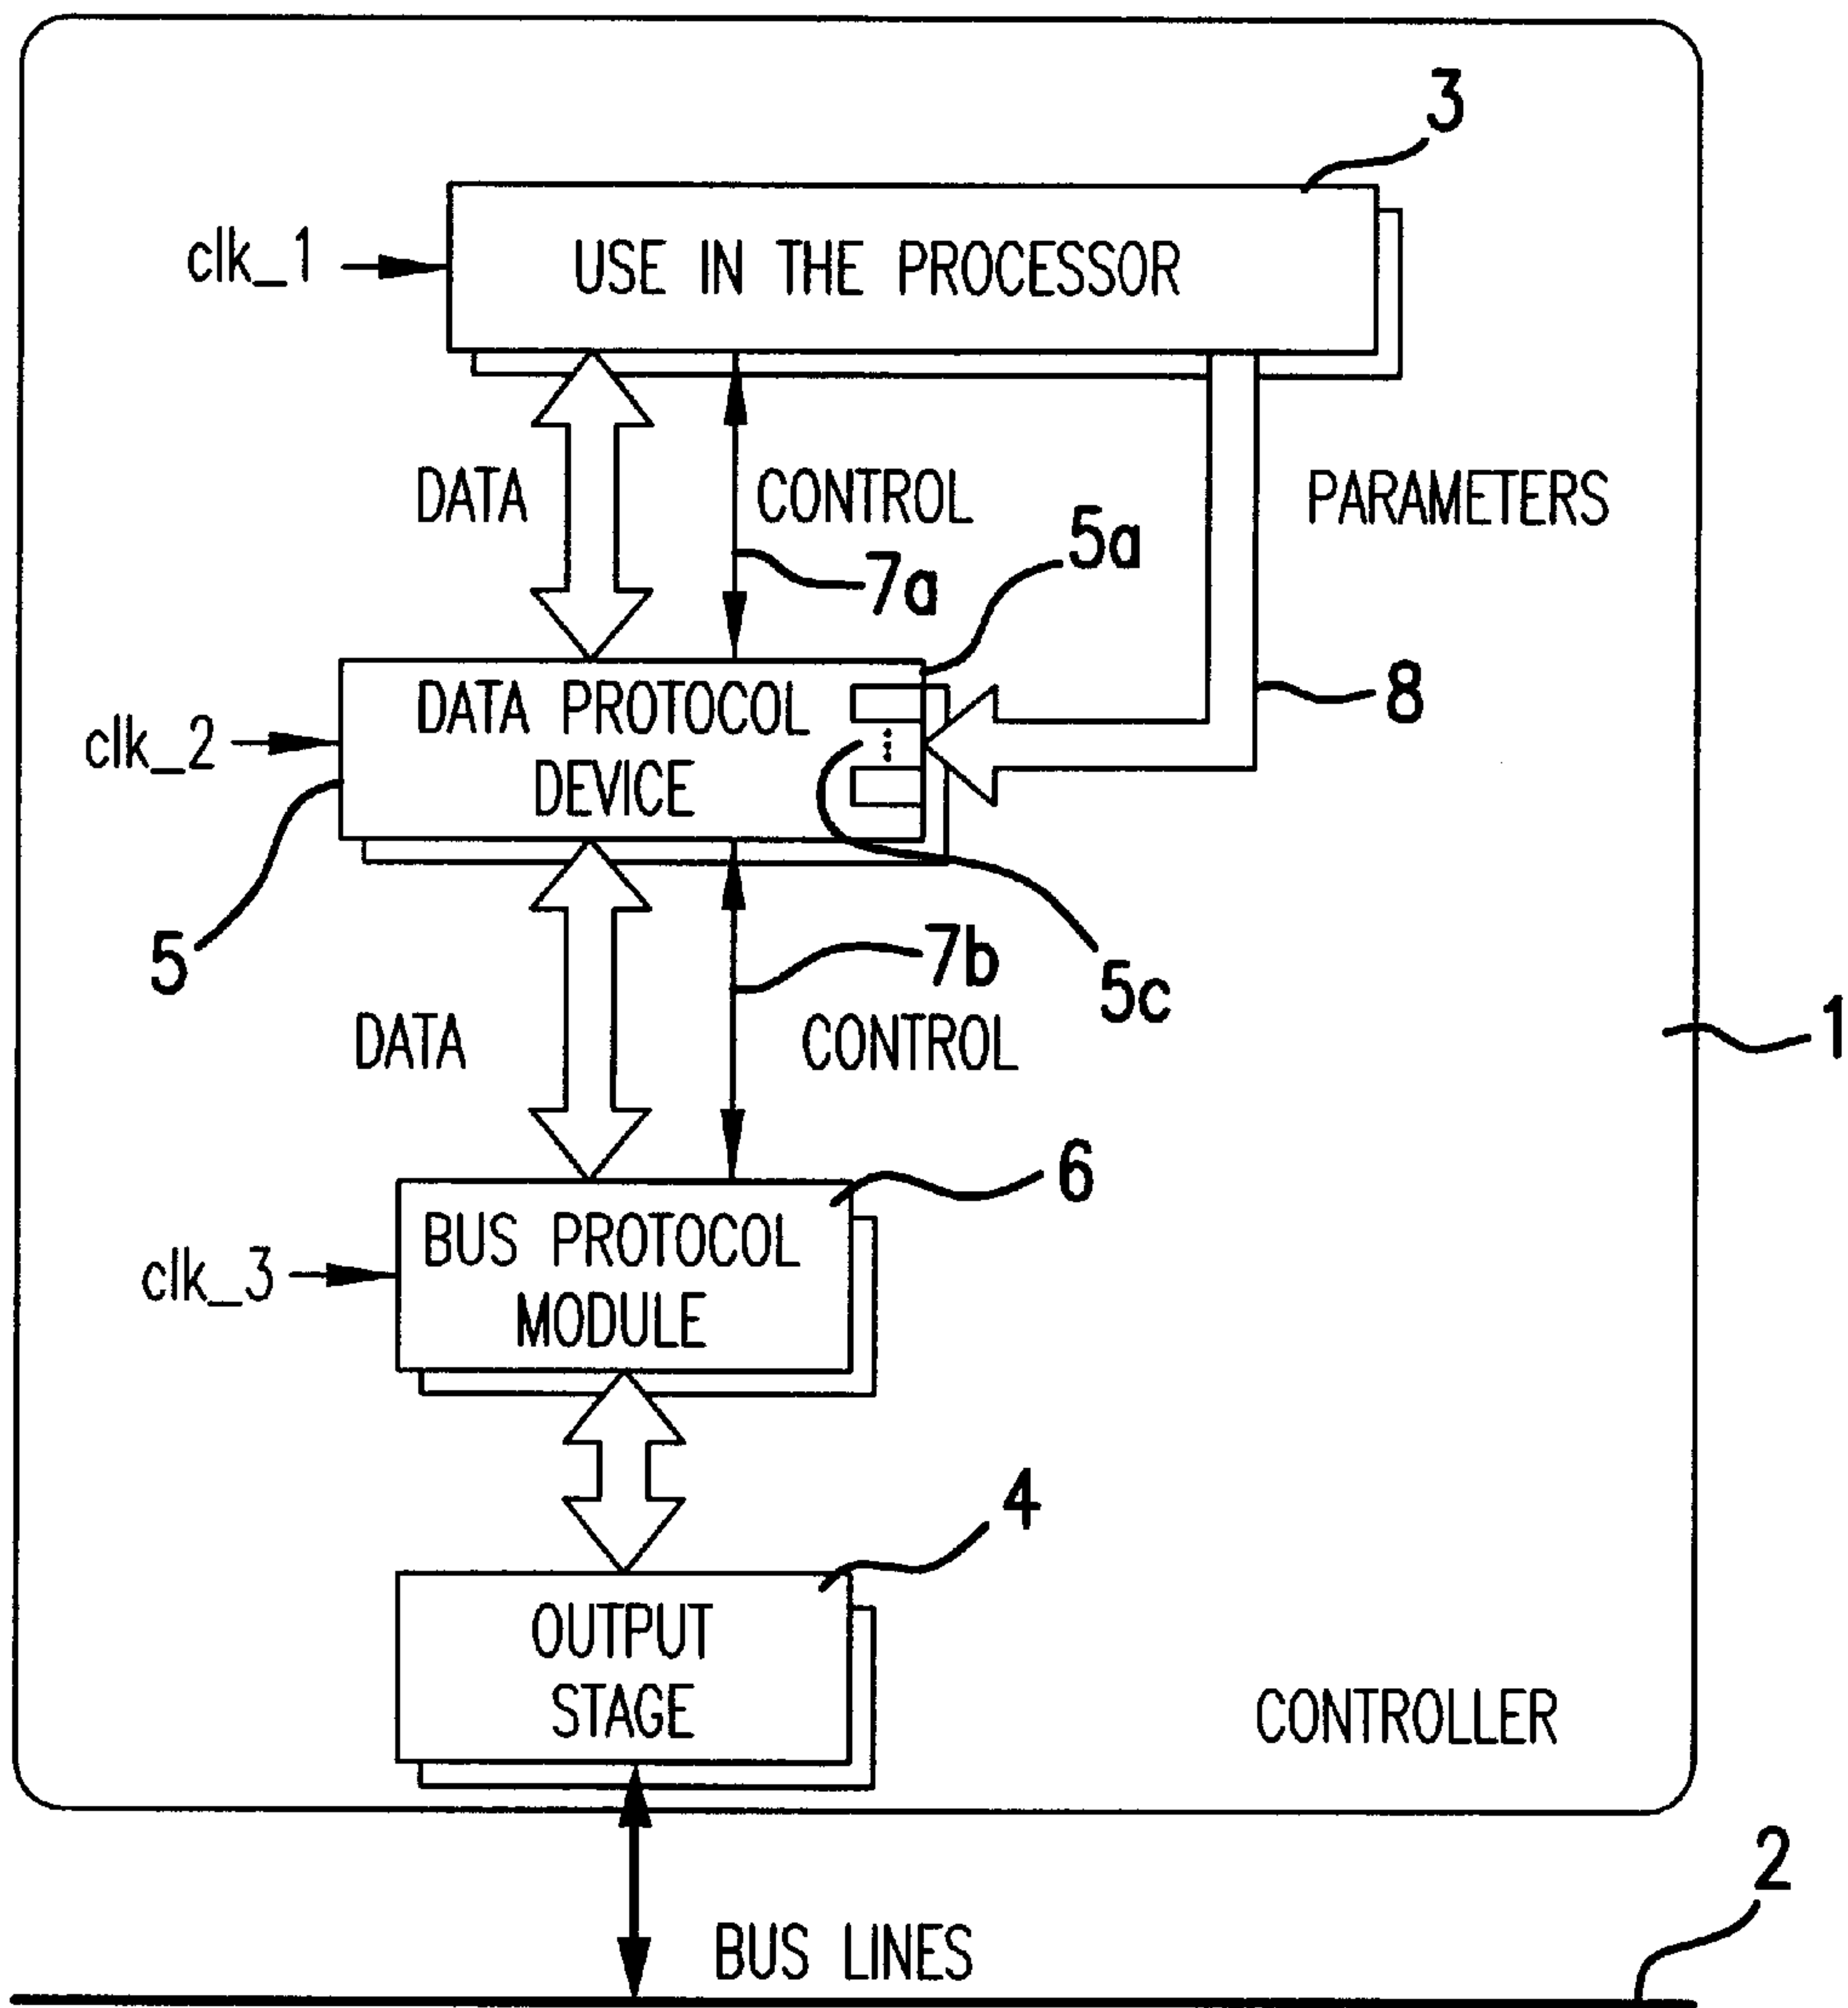 3
clk_1
USE IN THE PROCESSOR
DATA
CONTROL
PARAMETERS
5a
7a
8
clk_2
DATA PROTOCOL
DEVICE
5
7b
5c
DATA
CONTROL
1
6
clk_3
BUS PROTOCOL
MODULE
4
OUTPUT
STAGE
CONTROLLER
2
BUS LINES